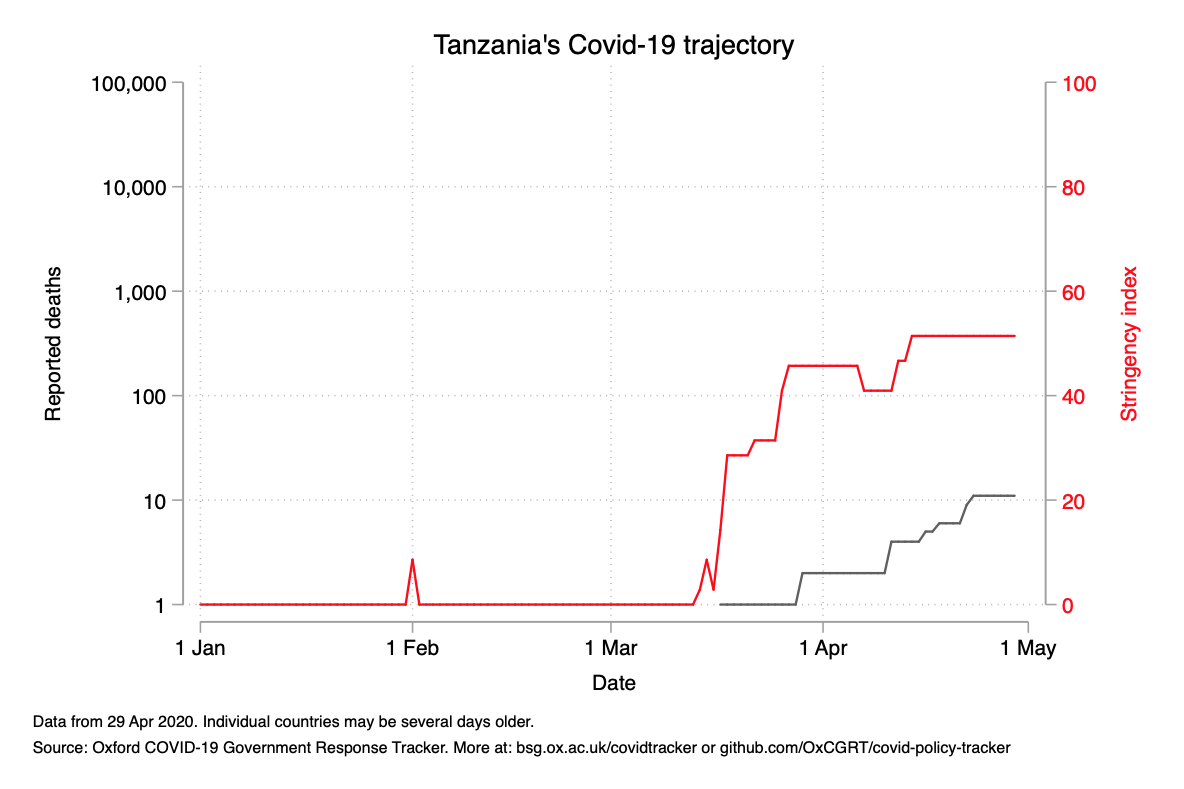 Tanzania's Covid-19 trajectory
100,000
10,000
1,000
100
10
1
Reported deaths
100
80
60
40
20
0
Stringency index
1 Jan
1 Feb
1 Mar
1 Apr
1 May
Date
Data from 29 Apr 2020. Individual countries may be several days older.
Source: Oxford COVID-19 Government Response Tracker. More at: bsg.ox.ac.uk/covidtracker or github.com/OxCGRT/covid-policy-tracker